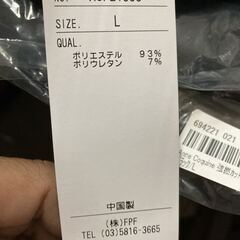 SIZE. L
QUAL.
ポリエステル 93%
ポリウレタン 7%
中国製
(株)FPF
TEL (03)5816-3665
694221 021
Coquine
L